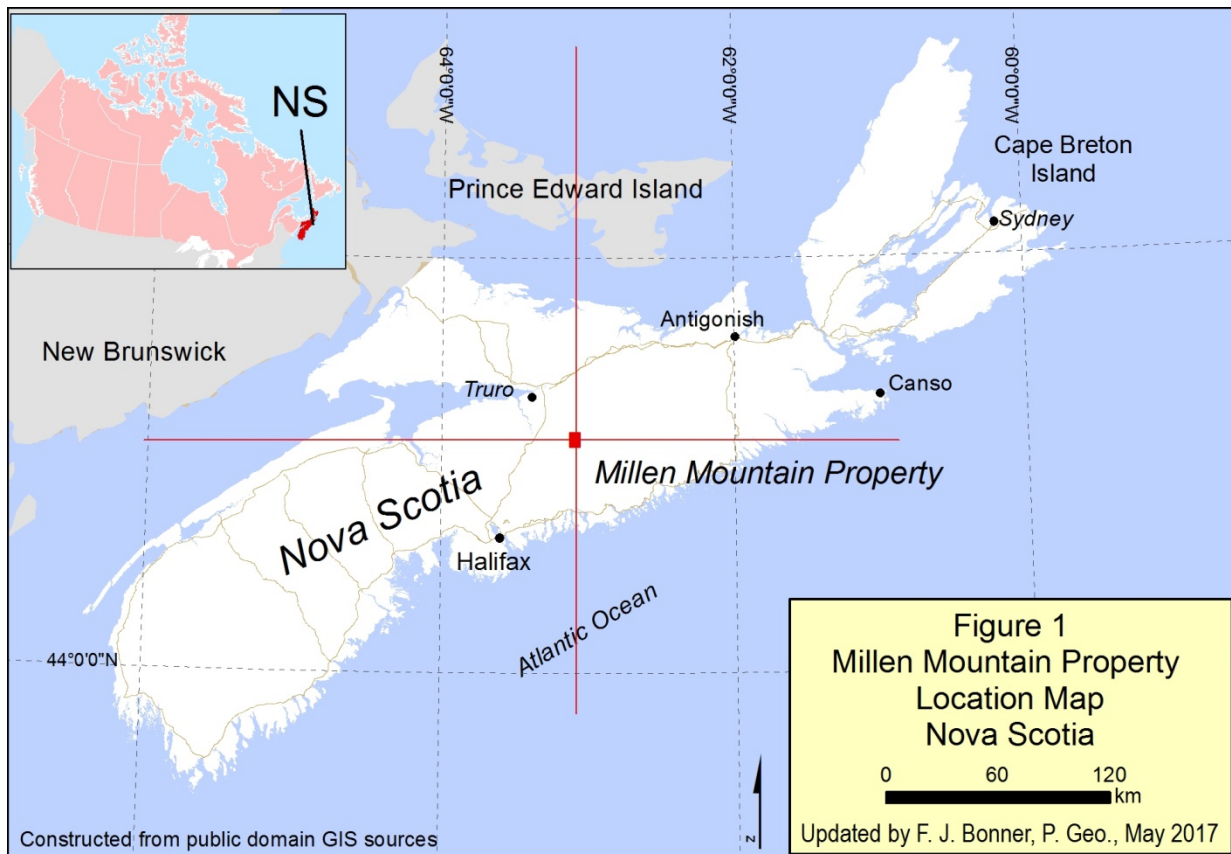 NS
64°0'0"W
62°0'0"W
60°0'0"W
Cape Breton
Island
Prince Edward Island
Sydney
New Brunswick
Antigonish
Truro
Canso
Millen Mountain Property
Nova Scotia
Halifax
Atlantic Ocean
44°0'0"N
Figure 1
Millen Mountain Property
Location Map
Nova Scotia
0 60 120
km
Updated by F. J. Bonner, P. Geo., May 2017
Constructed from public domain GIS sources
z